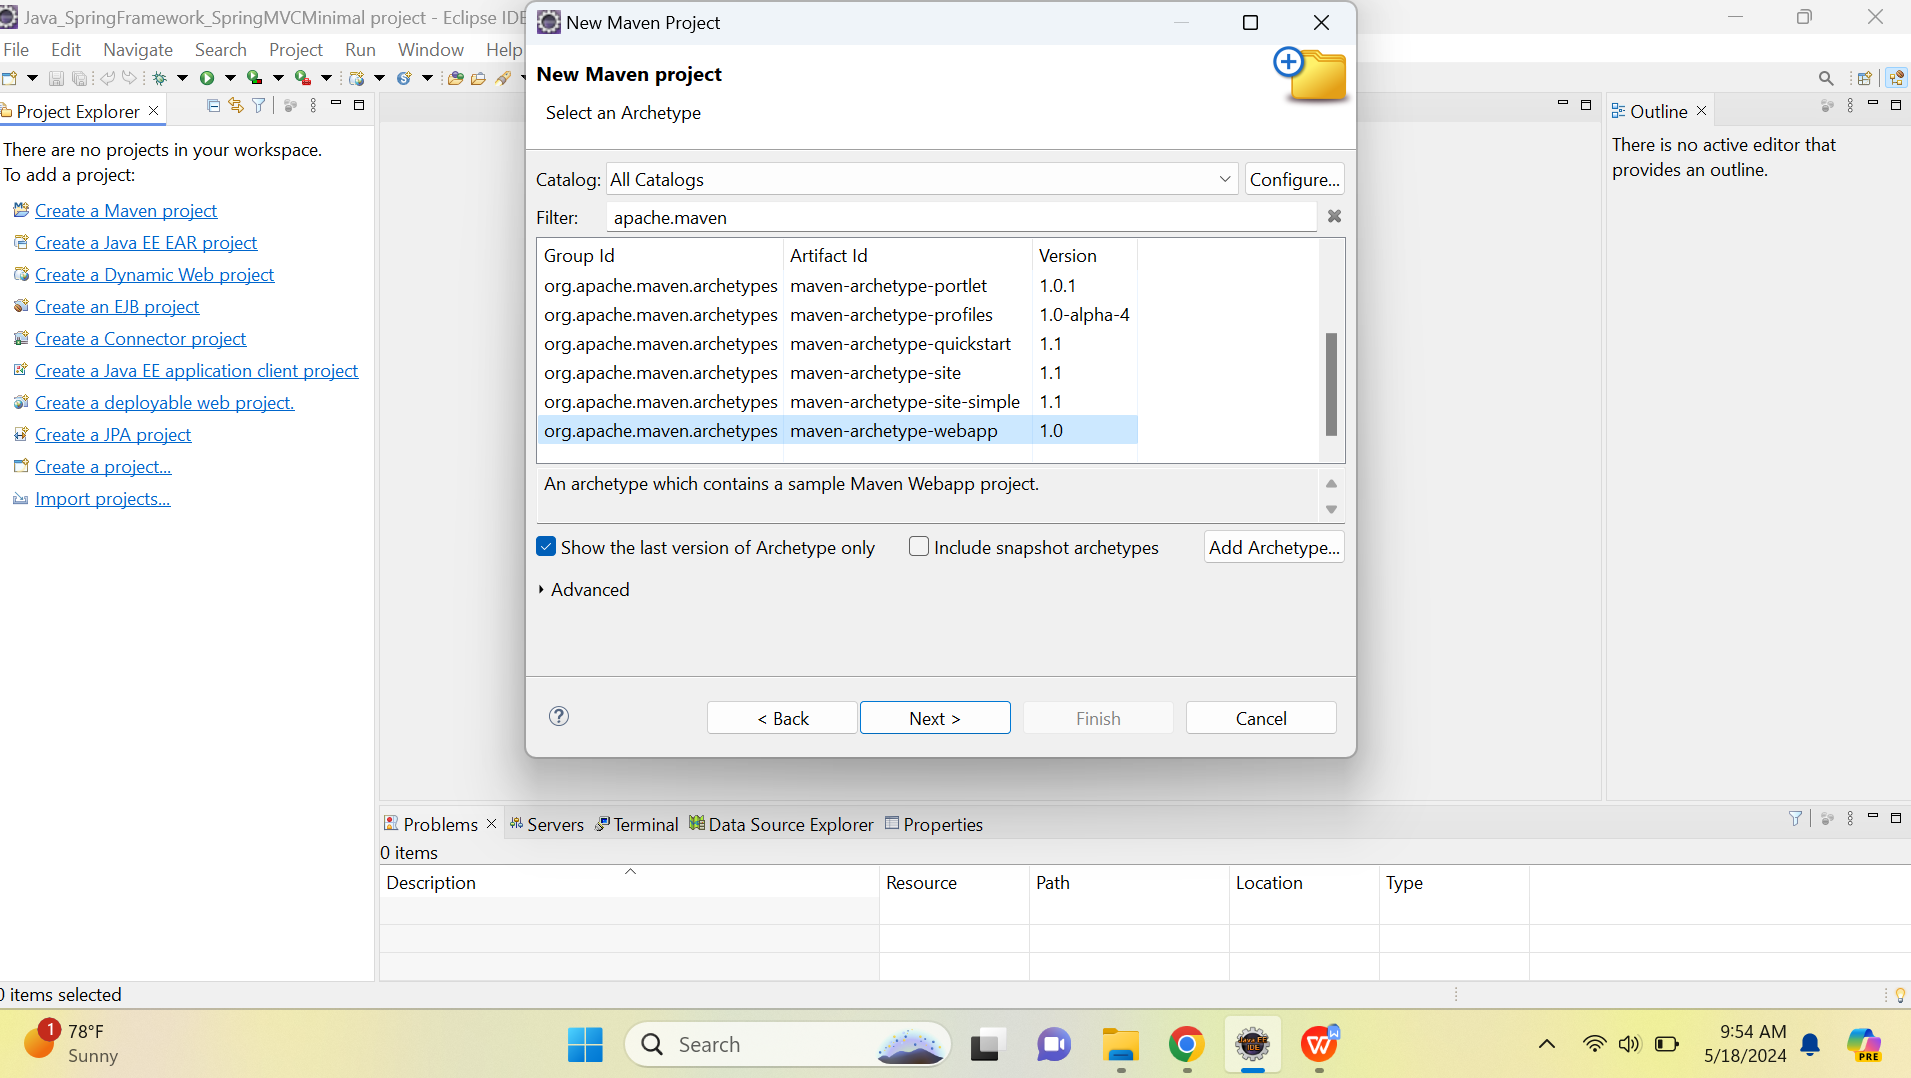 Java_SpringFramework_SpringMVCMinimal project - Eclipse IDE
File Edit Navigate Search Project Run Window Help
Project Explorer
There are no projects in your workspace.
To add a project:
Create a Maven project
Create a Java EE EAR project
Create a Dynamic Web project
Create an EJB project
Create a Connector project
Create a Java EE application client project
Create a deployable web project.
Create a JPA project
Create a project...
Import projects...
New Maven Project
New Maven project
Select an Archetype
Catalog: All Catalogs Configure...
Filter: apache.maven
Group Id Artifact Id Version
org.apache.maven.archetypes maven-archetype-portlet 1.0.1
org.apache.maven.archetypes maven-archetype-profiles 1.0-alpha-4
org.apache.maven.archetypes maven-archetype-quickstart 1.1
org.apache.maven.archetypes maven-archetype-site 1.1
org.apache.maven.archetypes maven-archetype-site-simple 1.1
org.apache.maven.archetypes maven-archetype-webapp 1.0
An archetype which contains a sample Maven Webapp project.
Show the last version of Archetype only Include snapshot archetypes Add Archetype...
Advanced
< Back Next > Finish Cancel
Outline
There is no active editor that
provides an outline.
Problems Servers Terminal Data Source Explorer Properties
0 items
Description Resource Path Location Type
0 items selected
1 78°F
Sunny
Search
Java EE
IDE
W
9:54 AM
5/18/2024
PRE